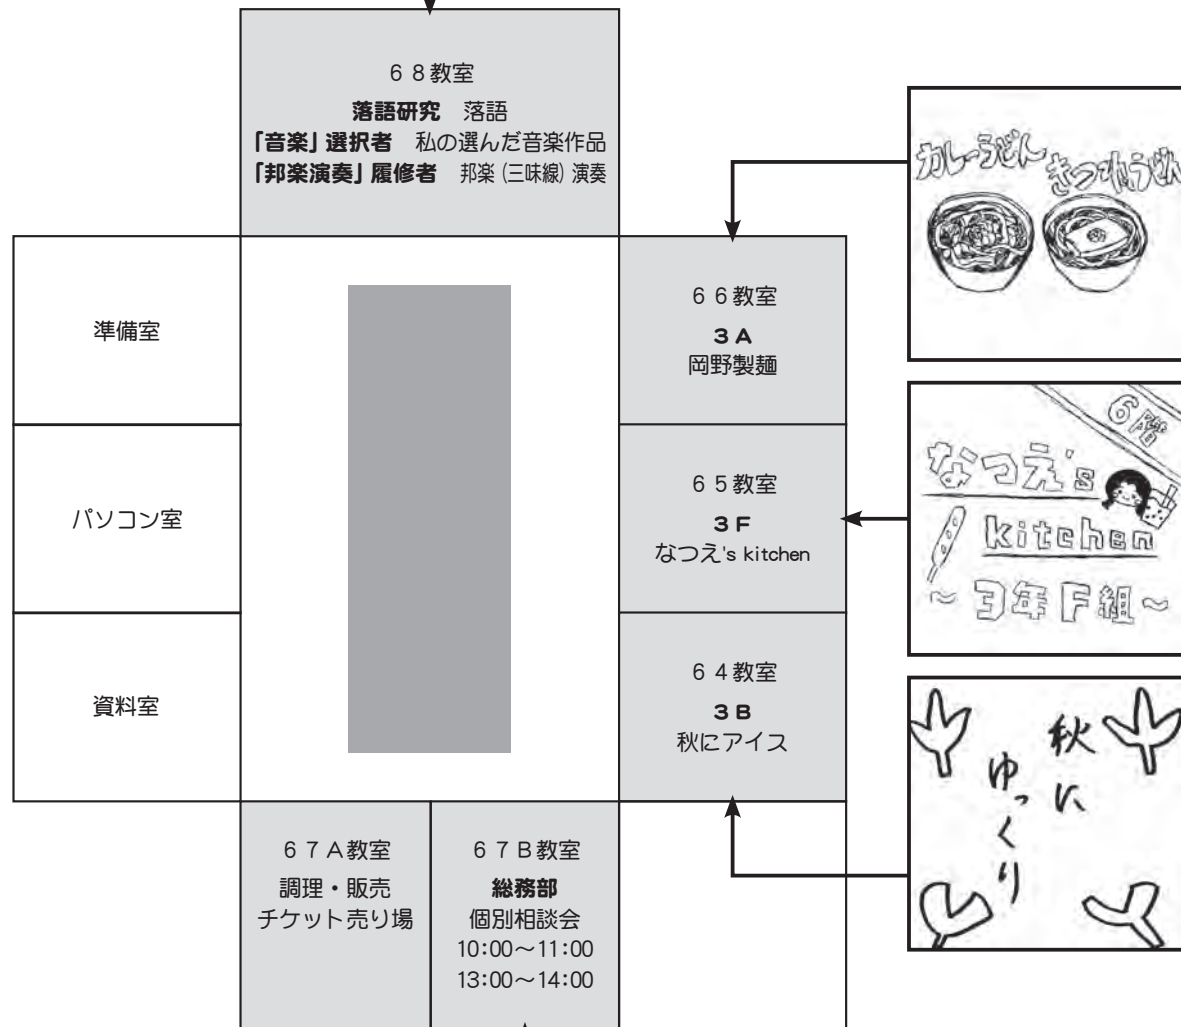 68教室
落語研究 落語
「音楽」選択者 私の選んだ音楽作品
「邦楽演奏」履修者 邦楽(三味線)演奏
準備室
パソコン室
資料室
66教室
3A
岡野製麺
65教室
3F
なつえ's kitchen
64教室
3B
秋にアイス
67A教室
調理・販売
チケット売り場
67B教室
総務部
個別相談会
10:00〜11:00
13:00〜14:00
カレーうどん
きつねうどん
6階
なつえ's
kitchen
〜3年F組〜
秋に
ゆっくり